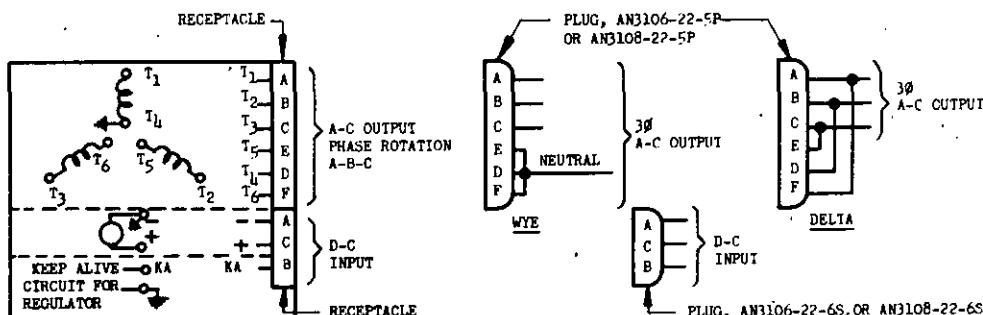 RECEPTACLE
PLUG, AN3106-22-5P
OR AN3108-22-5P
T1
T4
T6
T5
T3
T2
T1
T2
T3
T5
T4
T6
A
B
C
E
D
F
A-C OUTPUT
PHASE ROTATION
A-B-C
-
+
KEEP ALIVE
CIRCUIT FOR
REGULATOR
KA
-
+
KA
A
C
B
D-C
INPUT
RECEPTACLE
A
B
C
E
D
F
NEUTRAL
3Ø
A-C OUTPUT
WYE
A
B
C
E
D
F
3Ø
A-C OUTPUT
DELTA
A
C
B
D-C
INPUT
PLUG, AN3106-22-6S, OR AN3108-22-6S